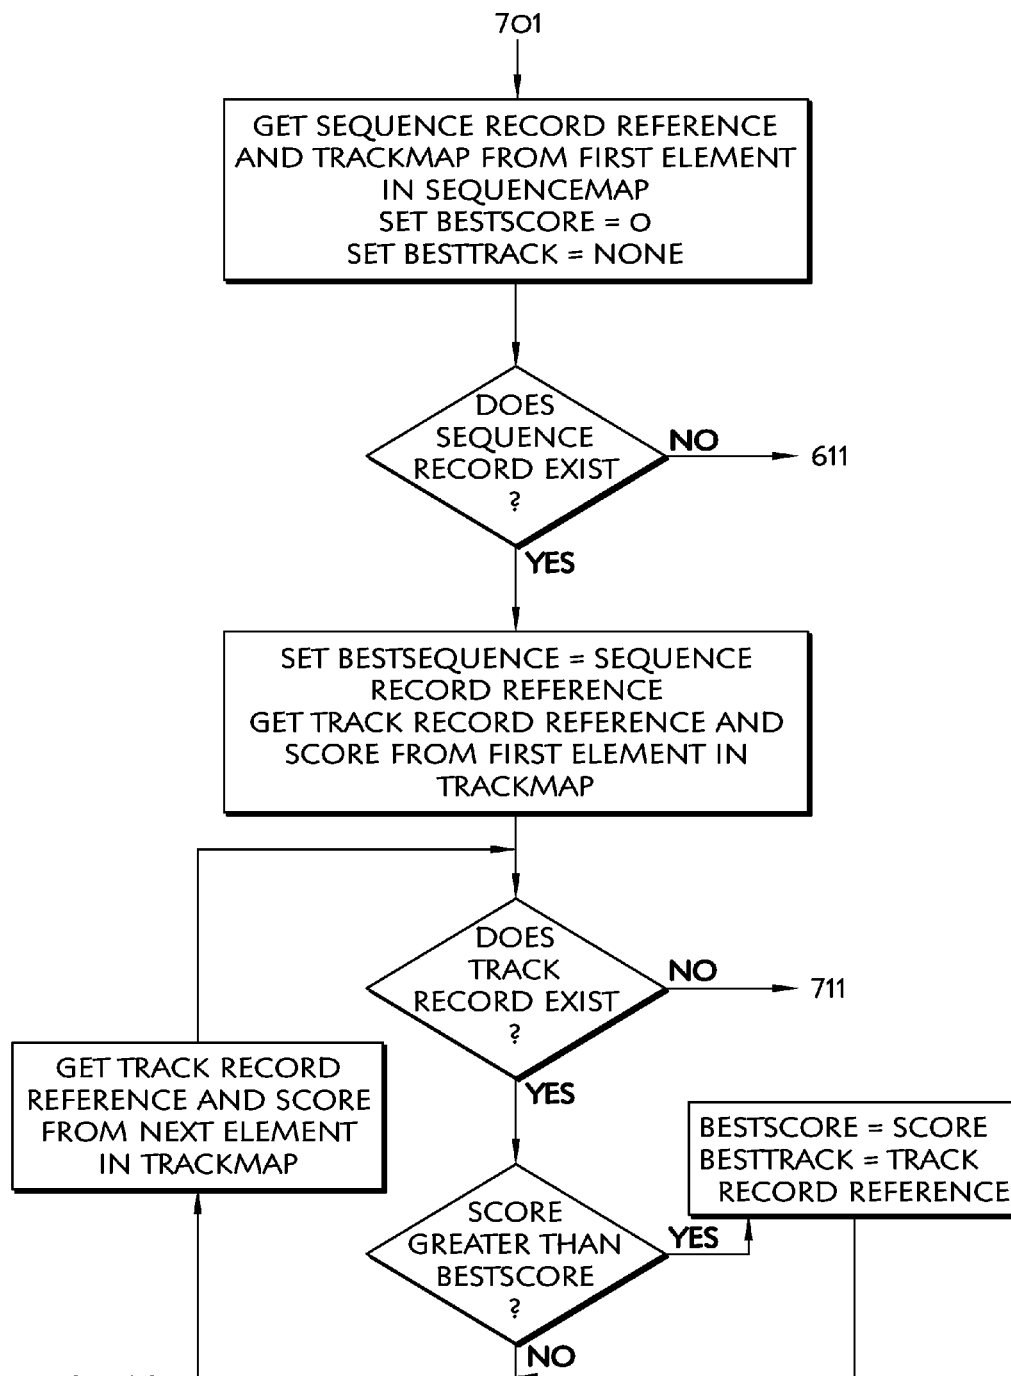 701
GET SEQUENCE RECORD REFERENCE
AND TRACKMAP FROM FIRST ELEMENT
IN SEQUENCEMAP
SET BESTSCORE = 0
SET BESTTRACK = NONE
DOES
SEQUENCE
RECORD EXIST
?
NO
611
YES
SET BESTSEQUENCE = SEQUENCE
RECORD REFERENCE
GET TRACK RECORD REFERENCE AND
SCORE FROM FIRST ELEMENT IN
TRACKMAP
DOES
TRACK
RECORD EXIST
?
NO
711
YES
GET TRACK RECORD
REFERENCE AND SCORE
FROM NEXT ELEMENT
IN TRACKMAP
SCORE
GREATER THAN
BESTSCORE
?
YES
BESTSCORE = SCORE
BESTTRACK = TRACK
RECORD REFERENCE
NO